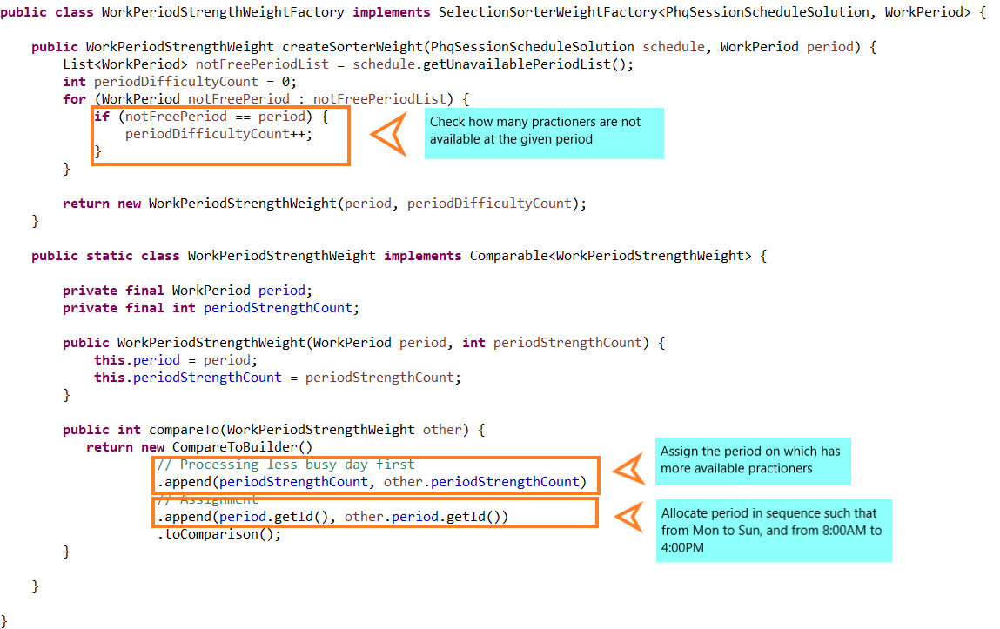 public class WorkPeriodStrengthWeightFactory implements SelectionSorterWeightFactory<PhqSessionScheduleSolution, WorkPeriod> {
public WorkPeriodStrengthWeight createSorterWeight(PhqSessionScheduleSolution schedule, WorkPeriod period) {
List<WorkPeriod> notFreePeriodList = schedule.getUnavailablePeriodList();
int periodDifficultyCount = 0;
for (WorkPeriod notFreePeriod : notFreePeriodList) {
if (notFreePeriod == period) {
periodDifficultyCount++;
}
Check how many practioners are not
available at the given period
}
return new WorkPeriodStrengthWeight(period, periodDifficultyCount);
}
public static class WorkPeriodStrengthWeight implements Comparable<WorkPeriodStrengthWeight> {
private final WorkPeriod period;
private final int periodStrengthCount;
public WorkPeriodStrengthWeight(WorkPeriod period, int periodStrengthCount) {
this.period = period;
this.periodStrengthCount = periodStrengthCount;
}
public int compareTo(WorkPeriodStrengthWeight other) {
return new CompareToBuilder()
// Processing less busy day first
.append(periodStrengthCount, other.periodStrengthCount)
Assign the period on which has
more available practioners
// Assignment
.append(period.getId(), other.period.getId())
.toComparison();
Allocate period in sequence such that
from Mon to Sun, and from 8:00AM to
4:00PM
}
}
}